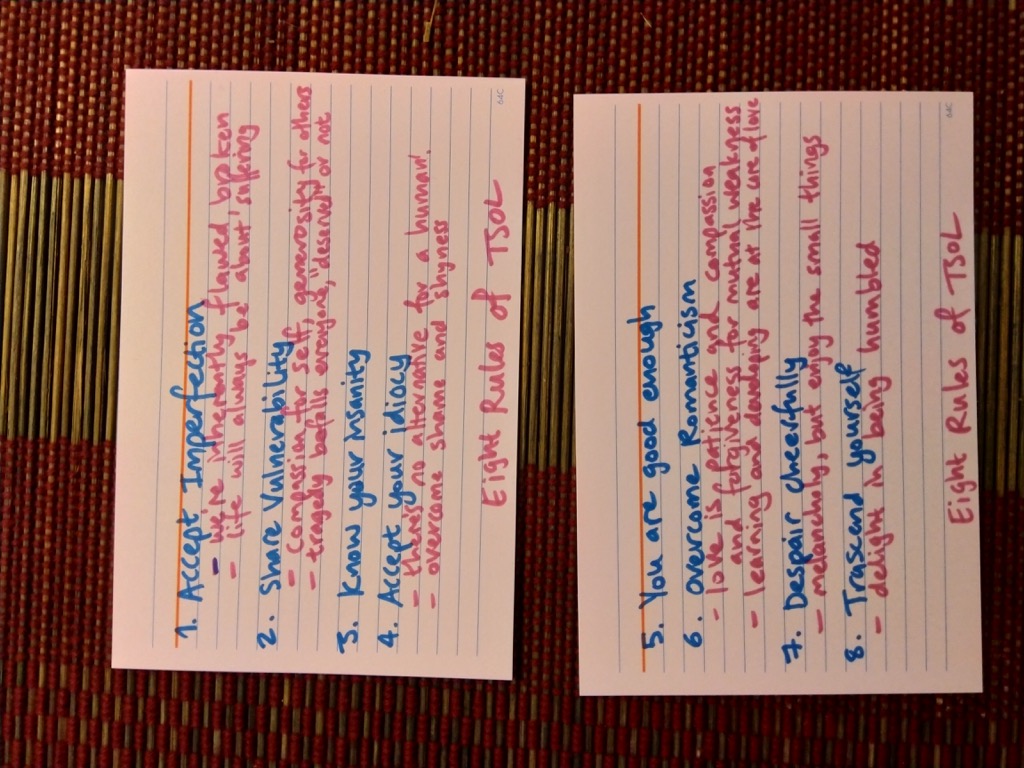 1. Accept Imperfection
- we're inherently flawed, broken
- life will always be about suffering
2. Share Vulnerability
- compassion for self, generosity for others
- tragedy befalls everyone, "deserved" or not
3. Know your insanity
4. Accept your idiocy
- there's no alternative for a human.
- overcome shame and shyness
Eight Rules of TSOL
5. You are good enough
6. overcome Romanticism
- love is patience and compassion
and forgiveness for mutual weakness
- learning and developing are at the core of love
7. Despair cheerfully
- melancholy, but enjoy the small things
8. Trascend yourself
- delight in being humbled
Eight Rules of TSOL